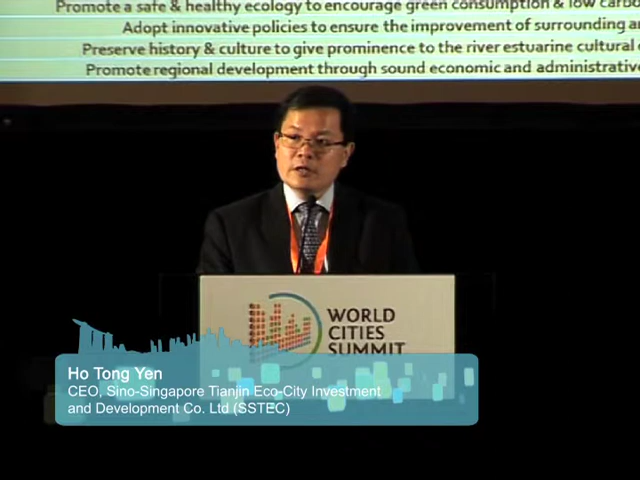 Promote a safe & healthy ecology to encourage green consumption & low carbo
Adopt innovative policies to ensure the improvement of surrounding
Preserve history & culture to give prominence to the river estuarine cultural
Promote regional development through sound economic and administrative
WORLD
CITIES
SUMMIT
Ho Tong Yen
CEO, Sino-Singapore Tianjin Eco-City Investment
and Development Co. Ltd (SSTEC)